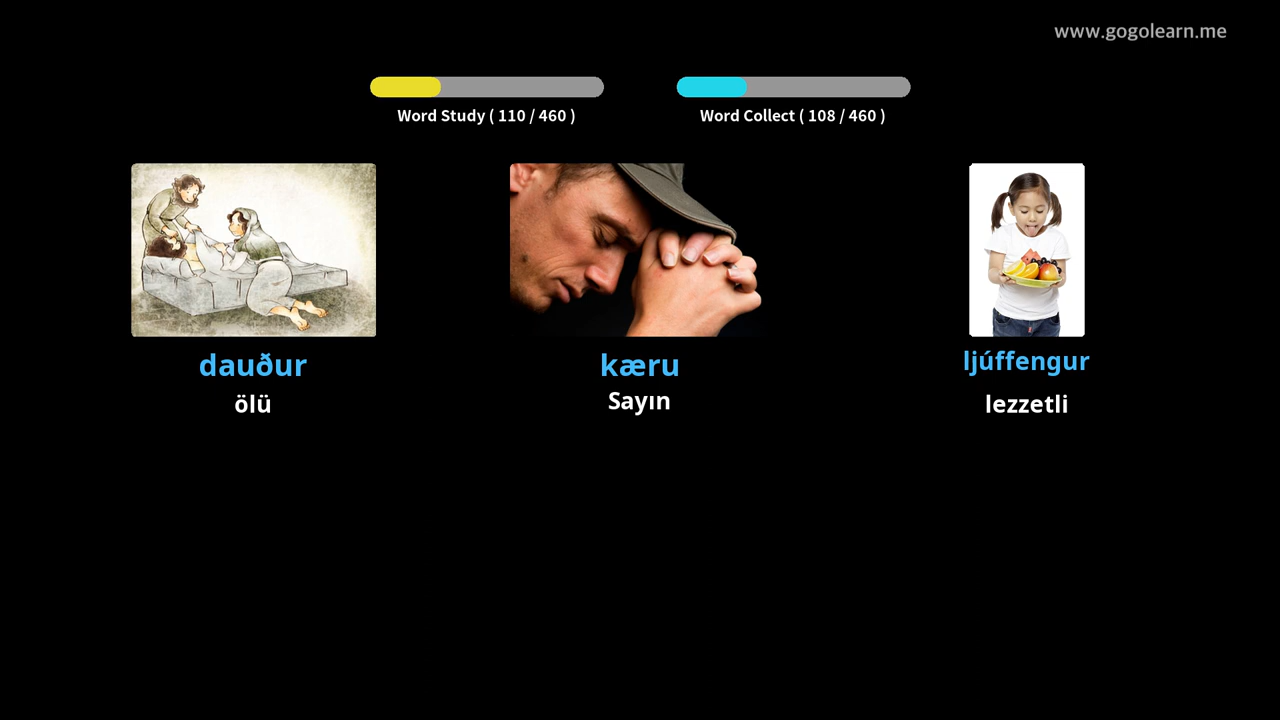 www.gogolearn.me
Word Study ( 110 / 460 )
Word Collect ( 108 / 460 )
dauður
kæru
ljúffengur
ölü
Sayın
lezzetli